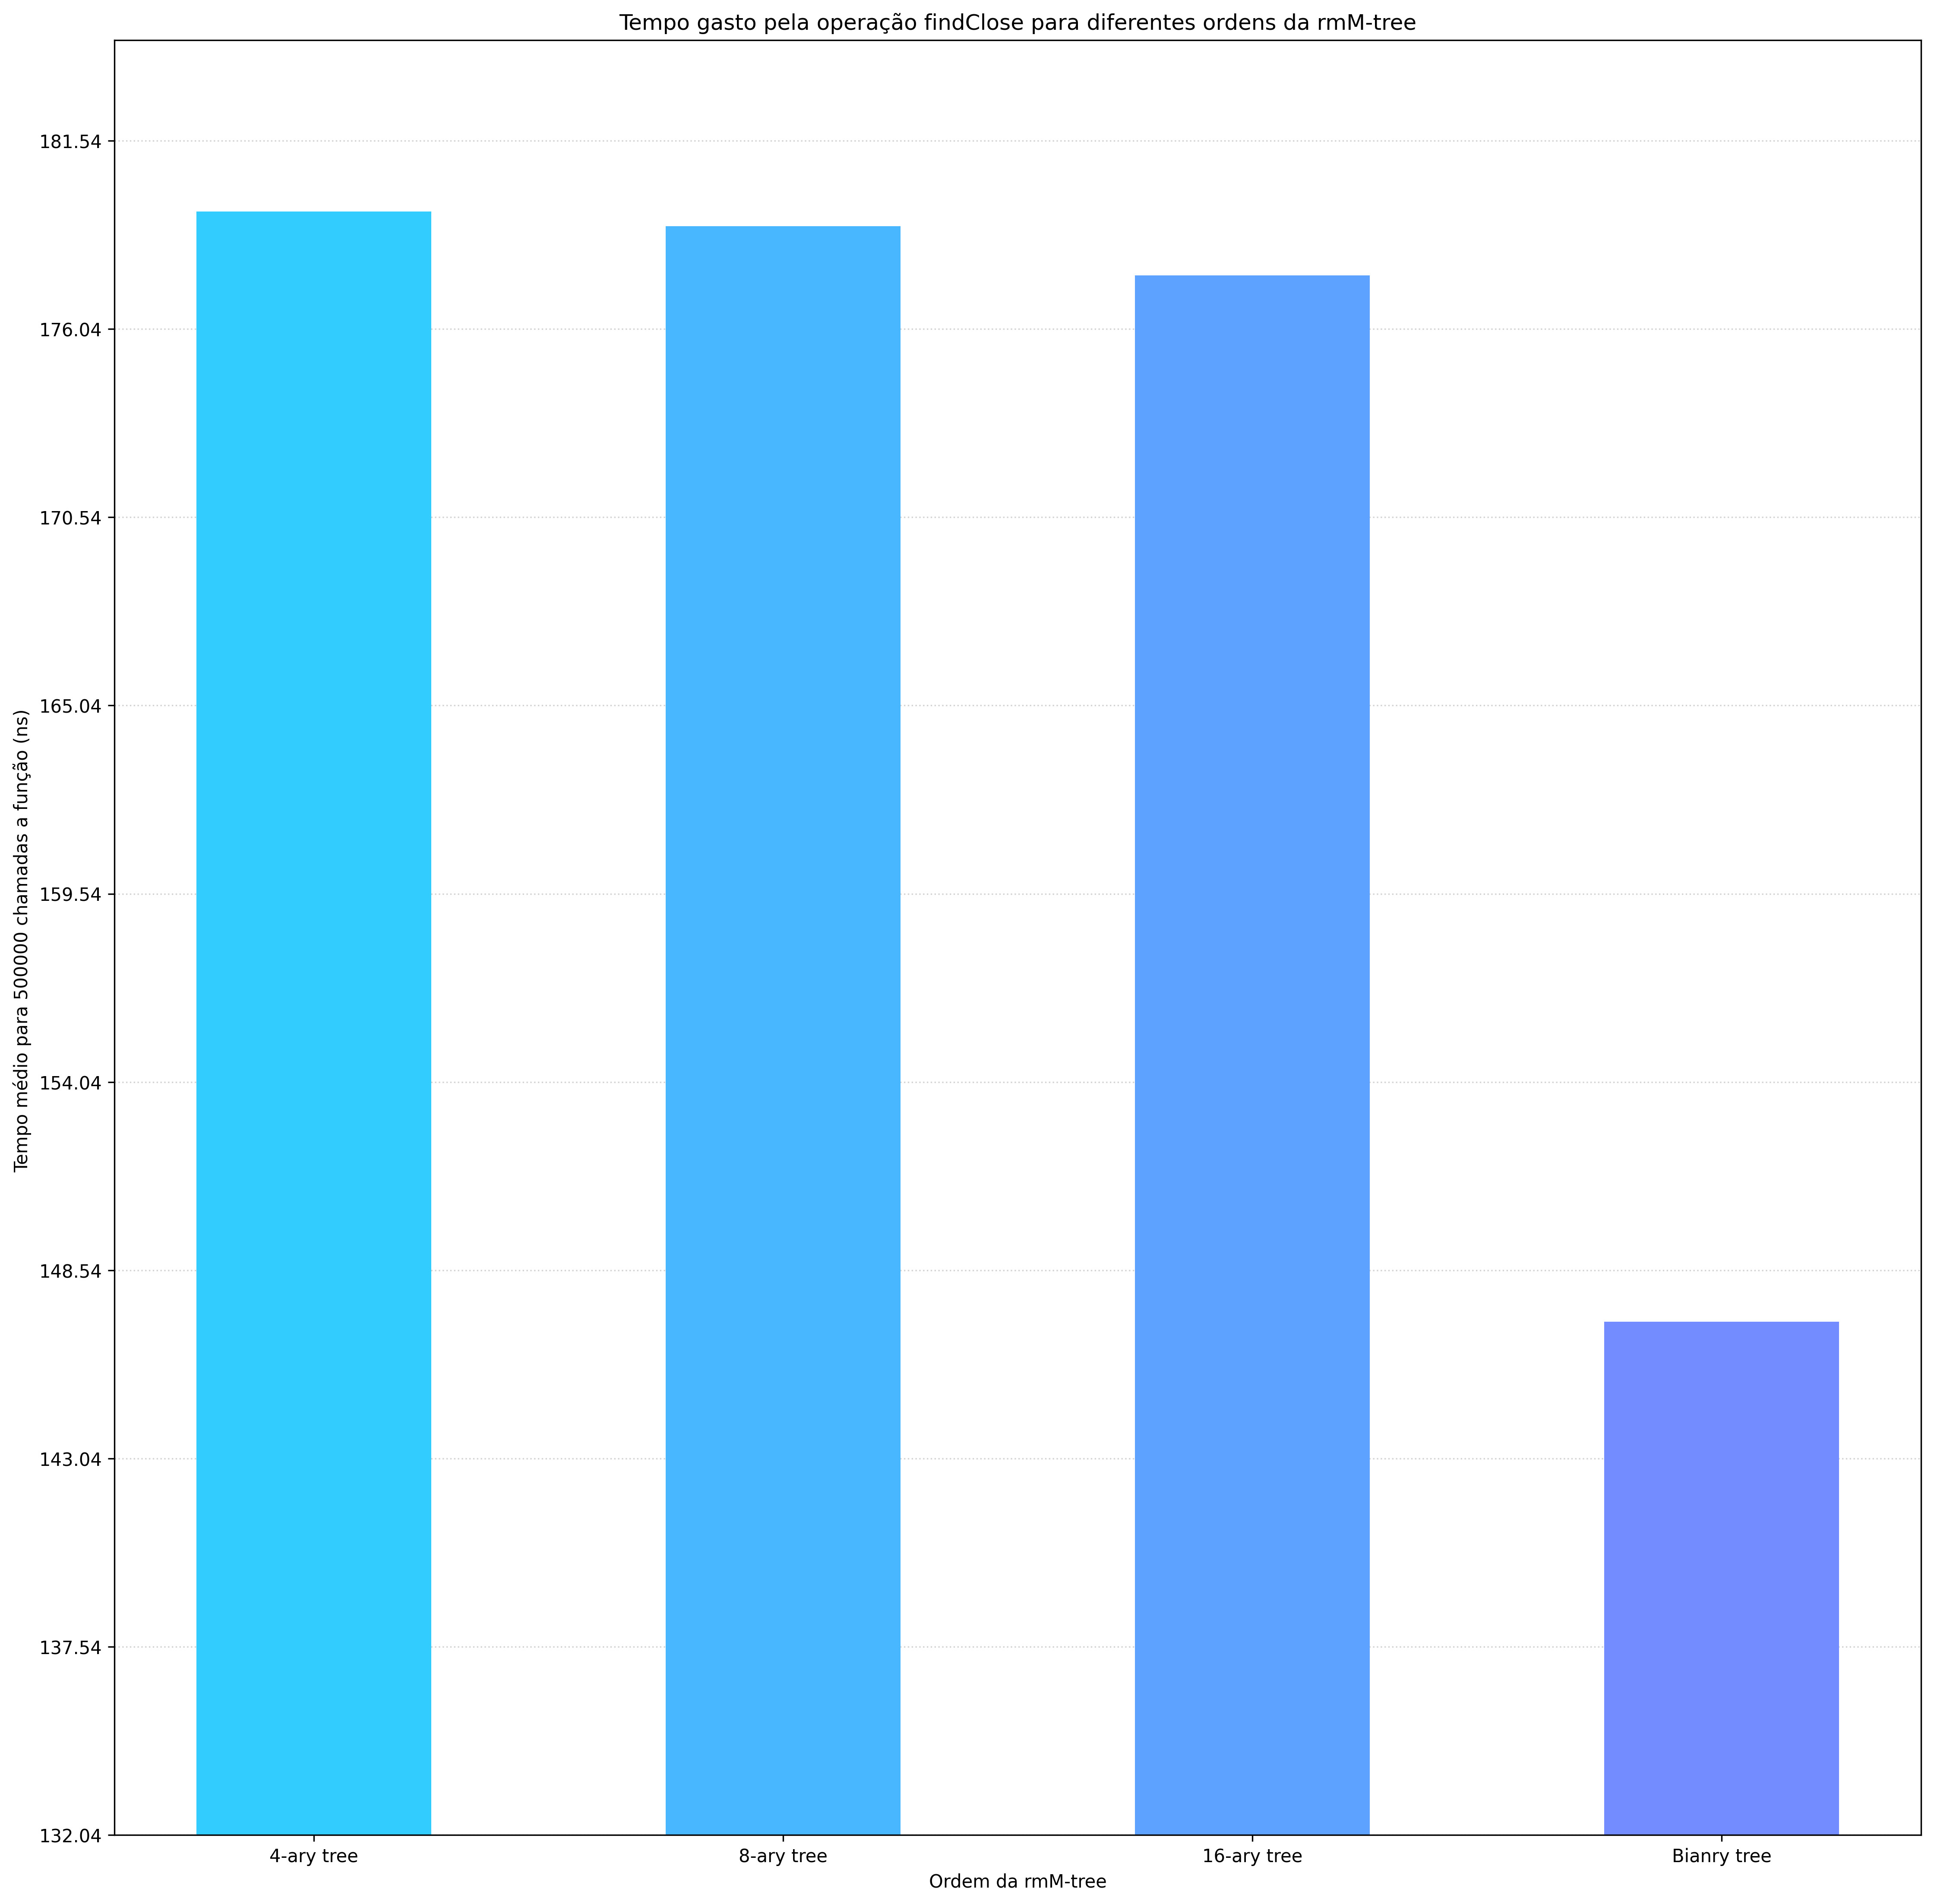 Tempo gasto pela operação findClose para diferentes ordens da rmM-tree
Tempo médio para 500000 chamadas a função (ns)
181.54
176.04
170.54
165.04
159.54
154.04
148.54
143.04
137.54
132.04
4-ary tree
8-ary tree
16-ary tree
Bianry tree
Ordem da rmM-tree